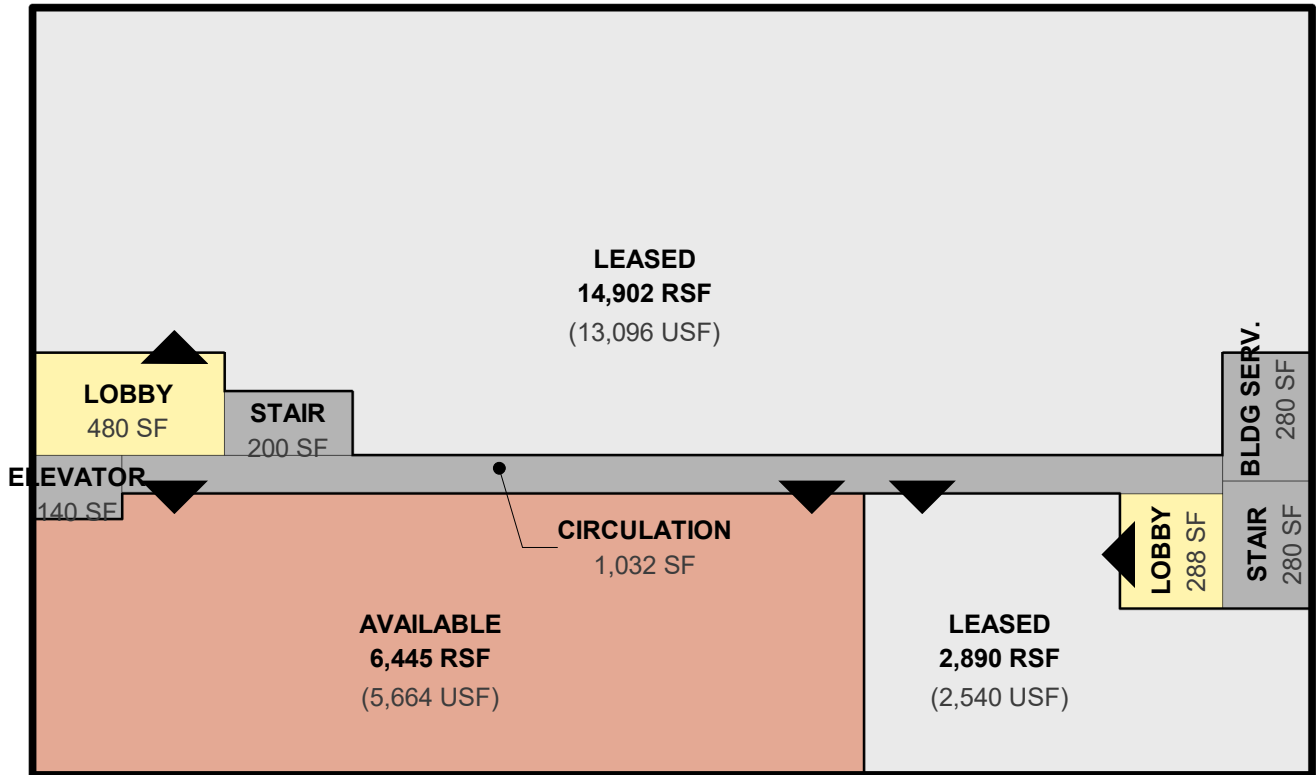 LEASED
14,902 RSF
(13,096 USF)
LOBBY
480 SF
STAIR
200 SF
BLDG SERV.
280 SF
ELEVATOR
140 SF
CIRCULATION
1,032 SF
LOBBY
288 SF
STAIR
280 SF
AVAILABLE
6,445 RSF
(5,664 USF)
LEASED
2,890 RSF
(2,540 USF)